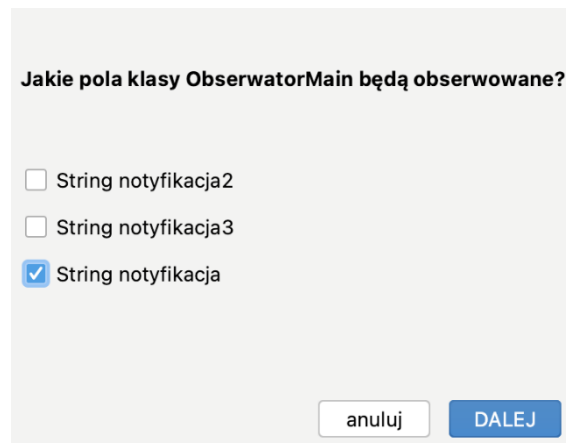 Jakie pola klasy ObserwatorMain będą obserwowane?
String notyfikacja2
String notyfikacja3
String notyfikacja
anuluj DALEJ